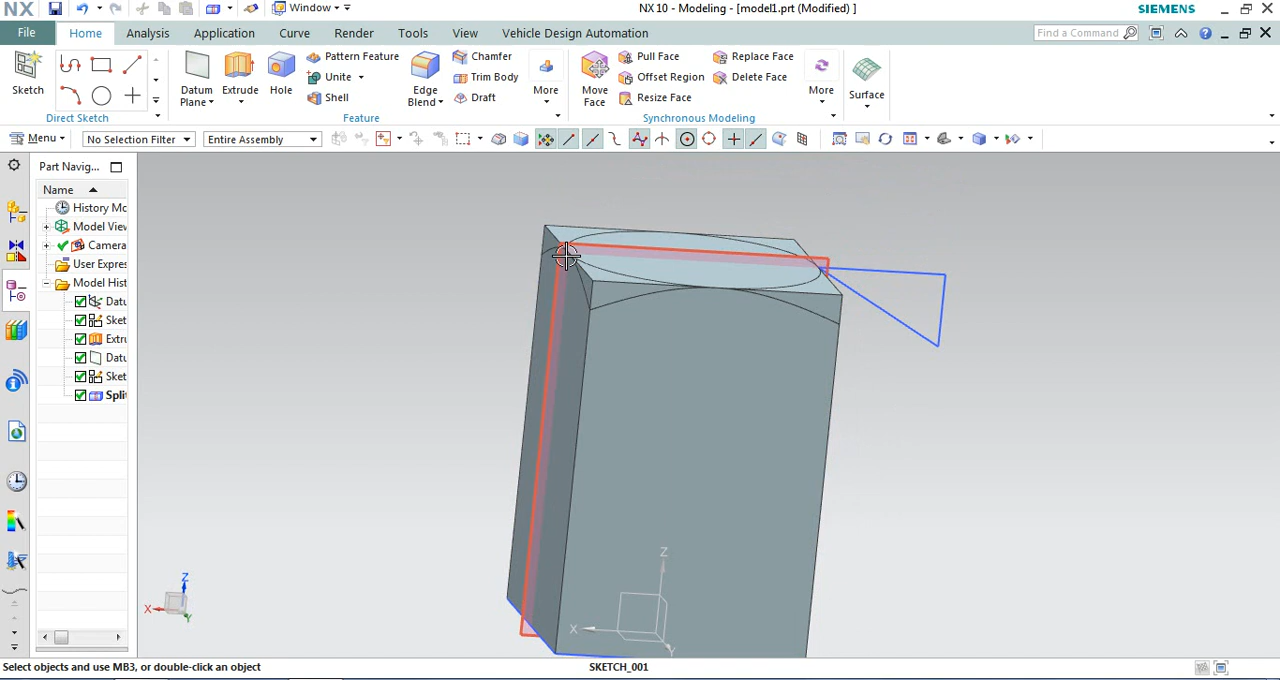 NX Window NX 10 - Modeling - [model1.prt (Modified) ] SIEMENS
File Home Analysis Application Curve Render Tools View Vehicle Design Automation Find a Command
Sketch
Direct Sketch
Datum Plane
Extrude
Hole
Pattern Feature
Unite
Shell
Edge Blend
Chamfer
Trim Body
Draft
More
Feature
Move Face
Pull Face
Offset Region
Resize Face
Replace Face
Delete Face
More
Synchronous Modeling
Surface
Menu No Selection Filter Entire Assembly
Part Navig...
Name
History Mo
Model View
Camera
User Expres
Model Hist
Datu
Sket
Extru
Datu
Sket
Split
Z
X
Y
Z
X
Y
Select objects and use MB3, or double-click an object SKETCH_001